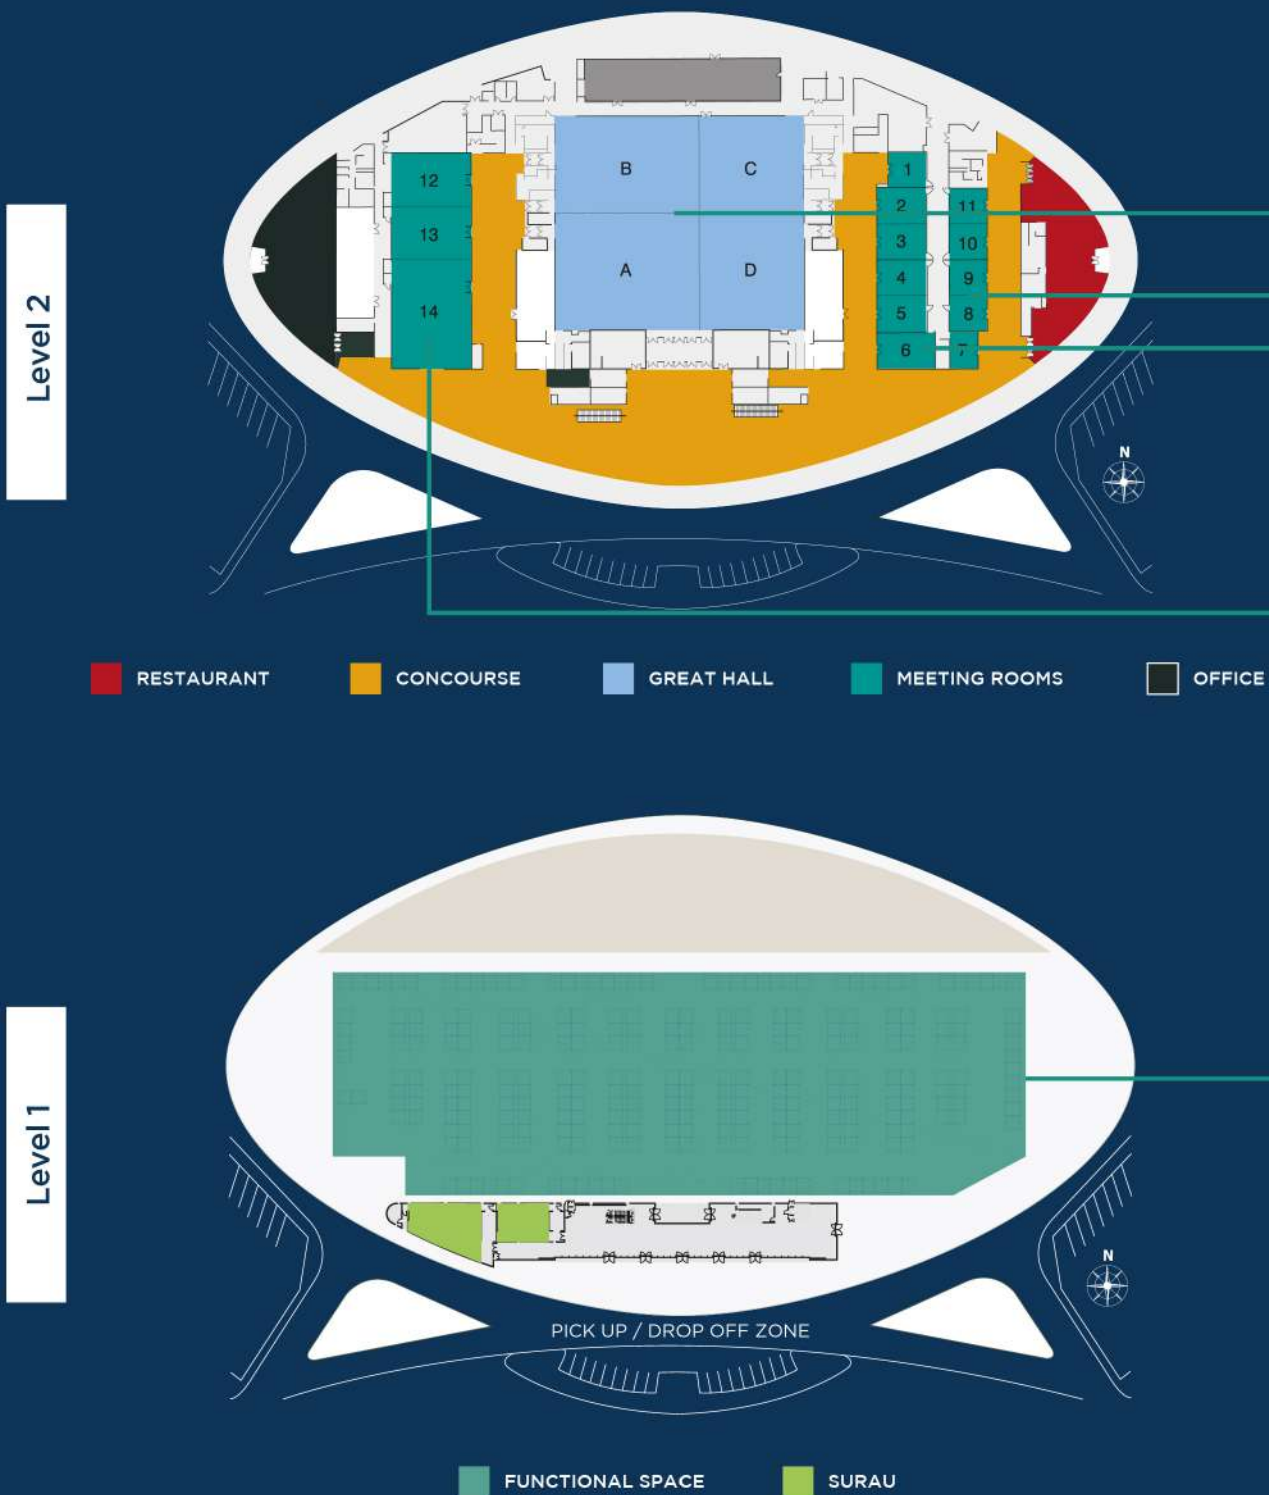 Level 2
B
C
A
D
12
13
14
1
2
3
4
5
6
11
10
9
8
7
N
RESTAURANT
CONCOURSE
GREAT HALL
MEETING ROOMS
OFFICE
Level 1
N
PICK UP / DROP OFF ZONE
FUNCTIONAL SPACE
SURAU